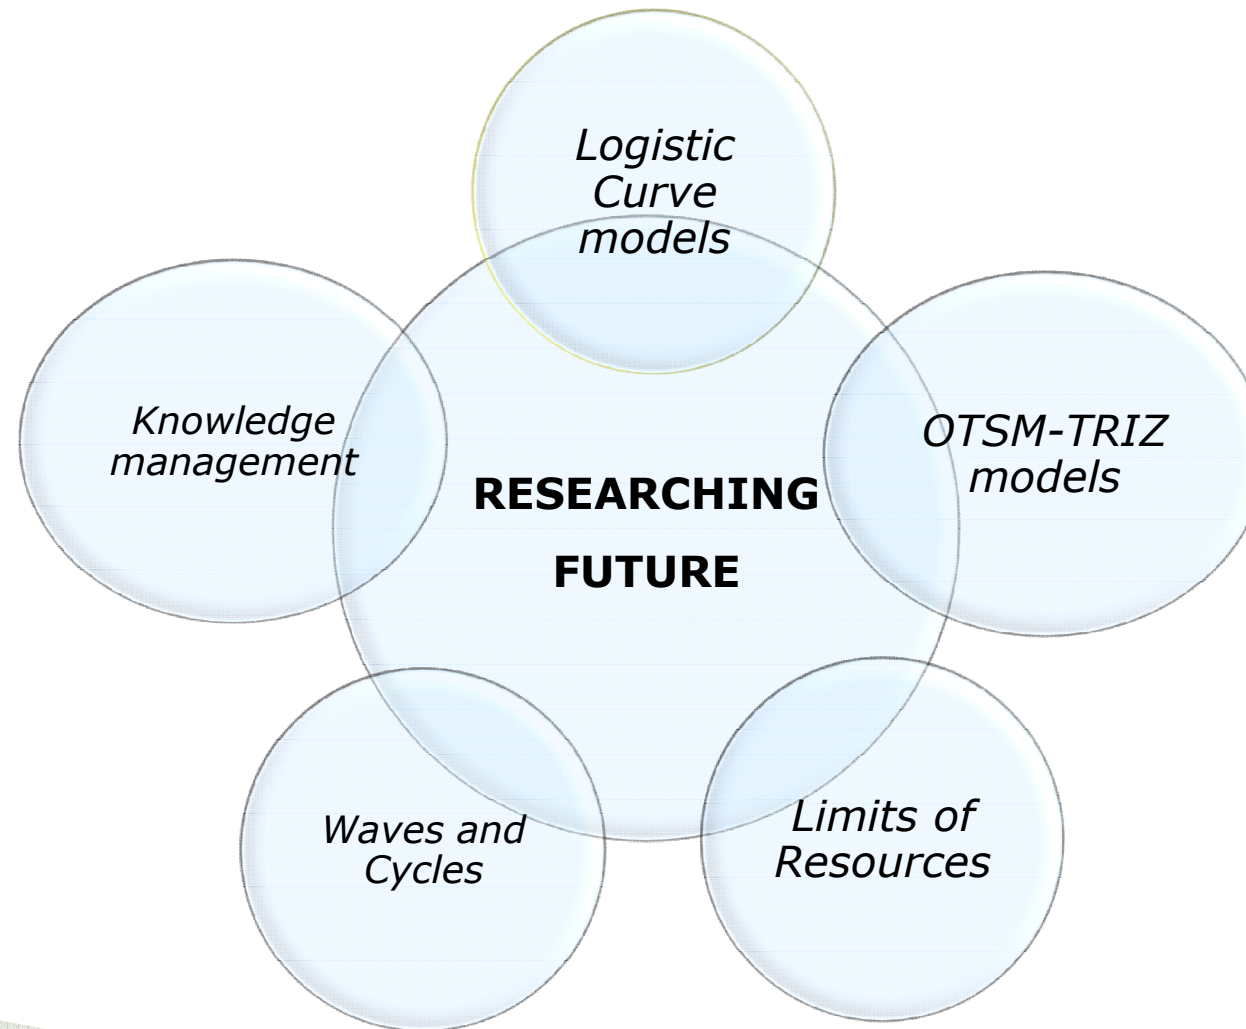 Logistic
Curve
models
Knowledge
management
OTSM-TRIZ
models
RESEARCHING
FUTURE
Waves and
Cycles
Limits of
Resources